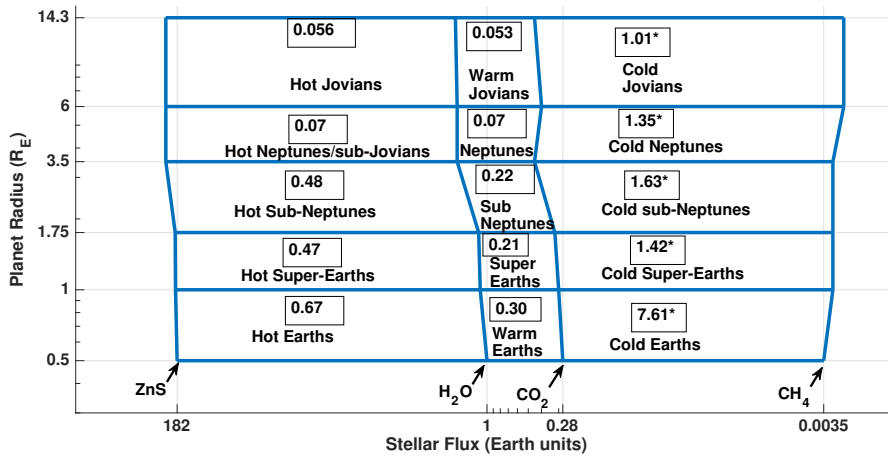 14.3
0.056
0.053
1.01*
Hot Jovians
Warm
Jovians
Cold
Jovians
6
0.07
0.07
1.35*
Hot Neptunes/sub-Jovians
Neptunes
Cold Neptunes
3.5
0.48
0.22
1.63*
Hot Sub-Neptunes
Sub
Neptunes
Cold sub-Neptunes
1.75
0.47
0.21
1.42*
Hot Super-Earths
Super
Earths
Cold Super-Earths
1
0.67
0.30
7.61*
Hot Earths
Warm
Earths
Cold Earths
0.5
ZnS
H2O
CO2
CH4
182
1
0.28
0.0035
Stellar Flux (Earth units)
Planet Radius (RE)